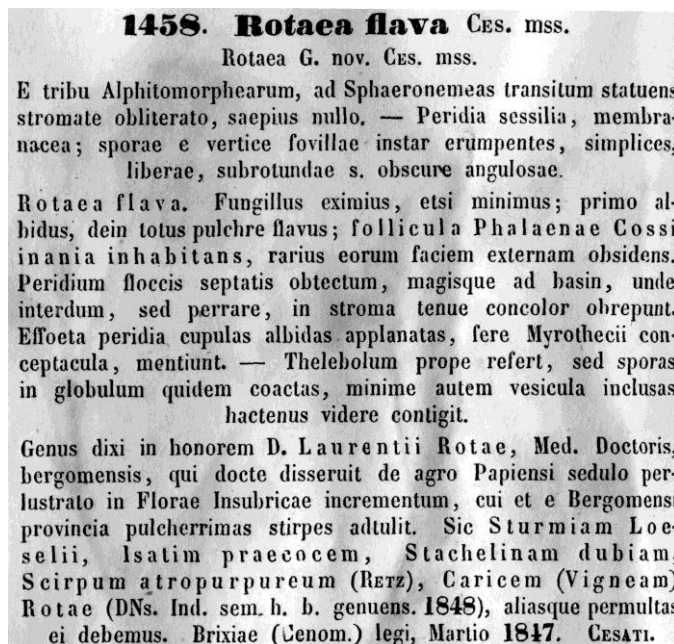 1458. Rotaea flava Ces. mss.
Rotaea G. nov. Ces. mss.
E tribu Alphitomorphearum, ad Sphaeronemeas transitum statuens
stromate obliterato, saepius nullo. — Peridia sessilia, membra-
nacea; sporae e vertice fovillae instar erumpentes, simplices,
liberae, subrotundae s. obscure angulosae.
Rotaea flava. Fungillus eximius, etsi minimus; primo al-
bidus, dein totus pulchre flavus; follicula Phalaenae Cossi
inania inhabitans, rarius eorum faciem externam obsidens.
Peridium floccis septatis obtectum, magisque ad basin, unde
interdum, sed perrare, in stroma tenue concolor obrepunt.
Effoeta peridia cupulas albidas applanatas, fere Myrothecii con-
ceptacula, mentiunt. — Thelebolum prope refert, sed sporas
in globulum quidem coactas, minime autem vesicula inclusas
hactenus videre contigit.
Genus dixi in honorem D. Laurentii Rotae, Med. Doctoris,
bergomensis, qui docte disseruit de agro Papiensi sedulo per-
lustrato in Florae Insubricae incrementum, cui et e Bergomensi
provincia pulcherrimas stirpes adtulit. Sic Sturmiam Loe-
selii, Isatim praecocem, Stachelinam dubiam,
Scirpum atropurpureum (Retz), Caricem (Vigneam)
Rotae (DNs. Ind. sem. h. b. genuens. 1848), aliasque permultas
ei debemus. Brixiae (Cenom.) legi, Martio 1847. Cesati.